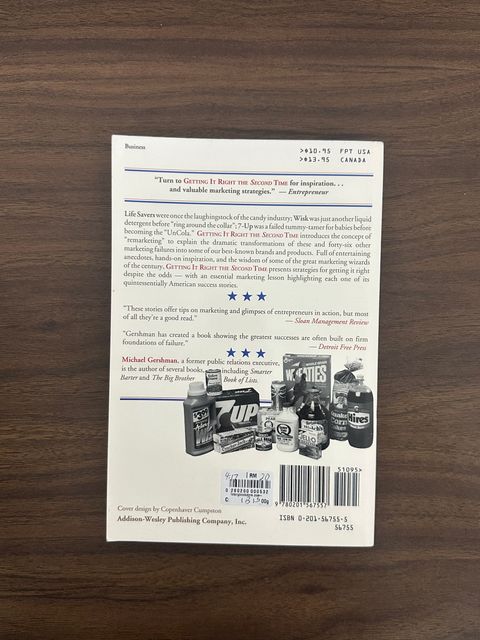 Business
>$10.95 FPT USA
>$13.95 CANADA
"Turn to GETTING IT RIGHT THE SECOND TIME for inspiration. . .
and valuable marketing strategies." — Entrepreneur
Life Savers were once the laughingstock of the candy industry; Wisk was just another liquid
detergent before "ring around the collar"; 7-Up was a failed tummy-tamer for babies before
becoming the "UnCola." GETTING IT RIGHT THE SECOND TIME introduces the concept of
"remarketing" to explain the dramatic transformations of these and forty-six other
marketing failures into some of our best-known brands and products. Full of entertaining
anecdotes, hands-on inspiration, and the wisdom of some of the great marketing wizards
of the century, GETTING IT RIGHT THE SECOND TIME presents strategies for getting it right
despite the odds — with an essential marketing lesson highlighting each one of its
quintessentially American success stories.
"These stories offer tips on marketing and glimpses of entrepreneurs in action, but most
of all they're a good read."
— Sloan Management Review
"Gershman has created a book showing the greatest successes are often built on firm
foundations of failure."
— Detroit Free Press
Michael Gershman, a former public relations executive,
is the author of several books, including Smarter
Barter and The Big Brother Book of Lists.
WHEATIES
7UP
Hires
JELL-O
51095
9 780201 567557
ISBN 0-201-56755-5
56755
RM
Cover design by Copenhaver Cumpston
Addison-Wesley Publishing Company, Inc.